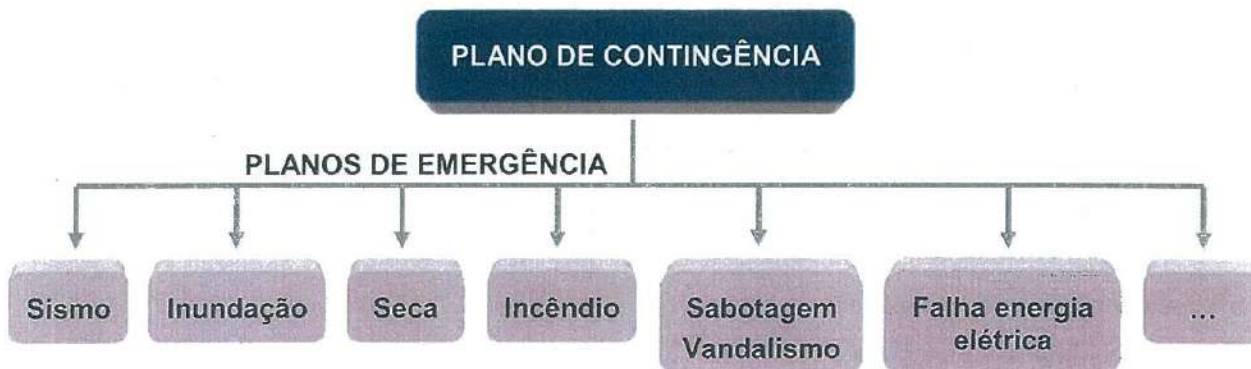 PLANO DE CONTINGÊNCIA
PLANOS DE EMERGÊNCIA
Sismo
Inundação
Seca
Incêndio
Sabotagem
Vandalismo
Falha energia
elétrica
...